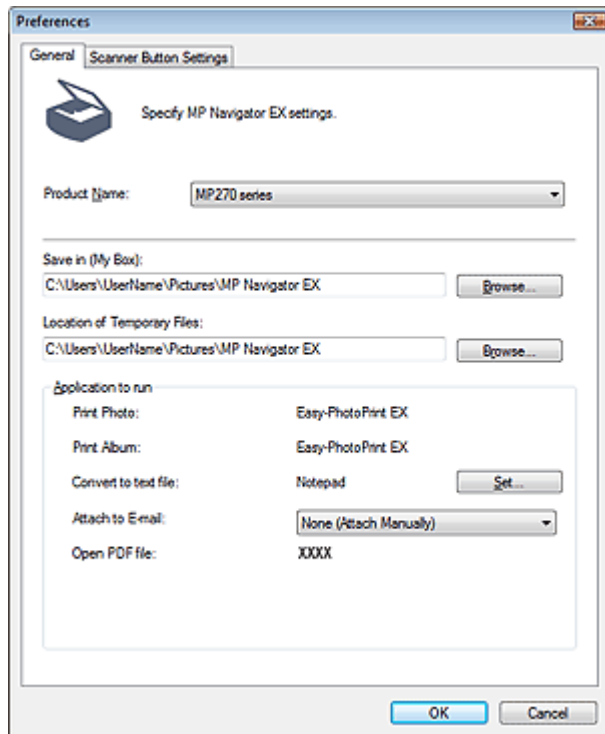 Preferences
General Scanner Button Settings
Specify MP Navigator EX settings.
Product Name: MP270 series
Save in (My Box):
C:\Users\UserName\Pictures\MP Navigator EX Browse...
Location of Temporary Files:
C:\Users\UserName\Pictures\MP Navigator EX Browse...
Application to run
Print Photo: Easy-PhotoPrint EX
Print Album: Easy-PhotoPrint EX
Convert to text file: Notepad Set...
Attach to E-mail: None (Attach Manually)
Open PDF file: XXXX
OK Cancel